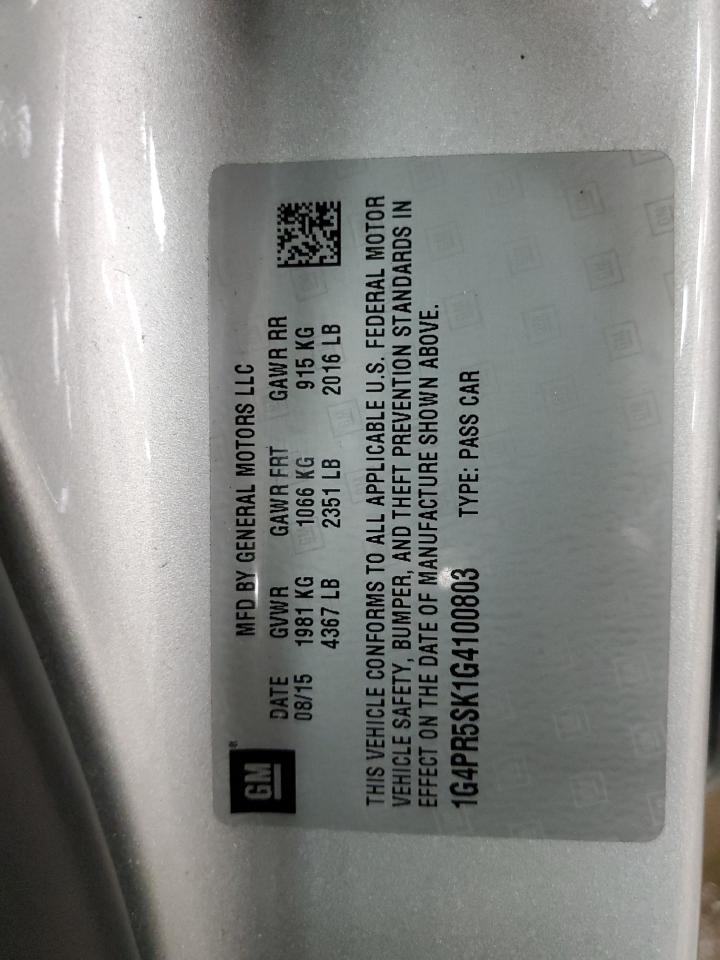 GM®
MFD BY GENERAL MOTORS LLC
DATE GVWR GAWR FRT GAWR RR
08/15 1981 KG 1066 KG 915 KG
4367 LB 2351 LB 2016 LB
THIS VEHICLE CONFORMS TO ALL APPLICABLE U.S. FEDERAL MOTOR
VEHICLE SAFETY, BUMPER, AND THEFT PREVENTION STANDARDS IN
EFFECT ON THE DATE OF MANUFACTURE SHOWN ABOVE.
1G4PR5SK1G4100803 TYPE: PASS CAR